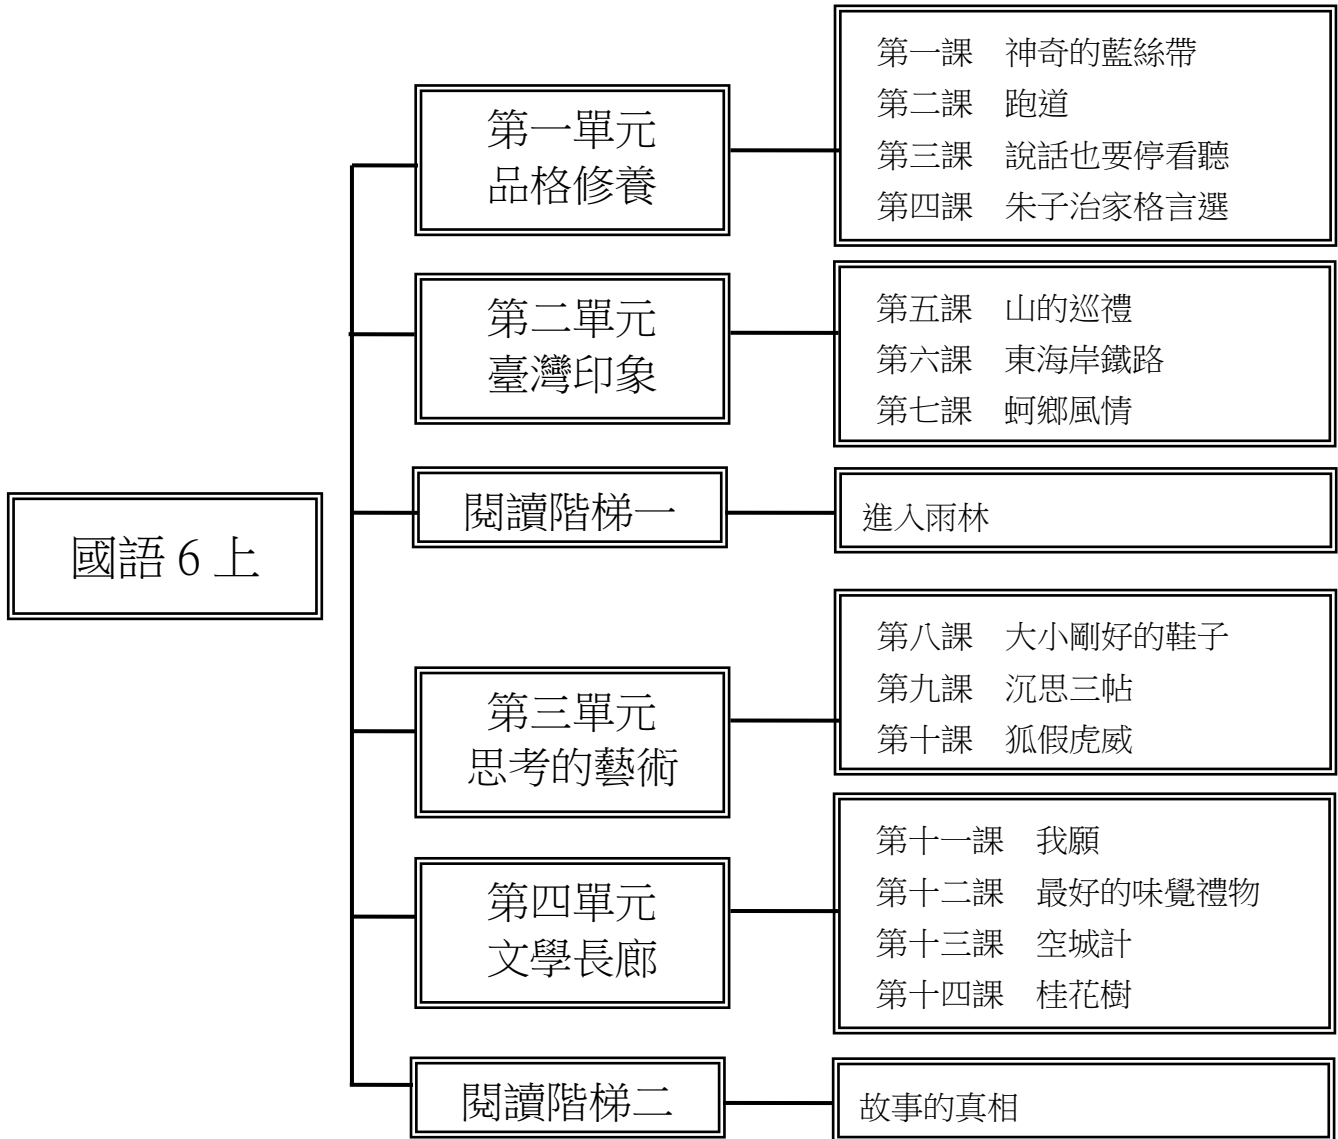 國語 6 上
第一單元
品格修養
第一課　神奇的藍絲帶
第二課　跑道
第三課　說話也要停看聽
第四課　朱子治家格言選
第二單元
臺灣印象
第五課　山的巡禮
第六課　東海岸鐵路
第七課　蚵鄉風情
閱讀階梯一
進入雨林
第三單元
思考的藝術
第八課　大小剛好的鞋子
第九課　沉思三帖
第十課　狐假虎威
第四單元
文學長廊
第十一課　我願
第十二課　最好的味覺禮物
第十三課　空城計
第十四課　桂花樹
閱讀階梯二
故事的真相